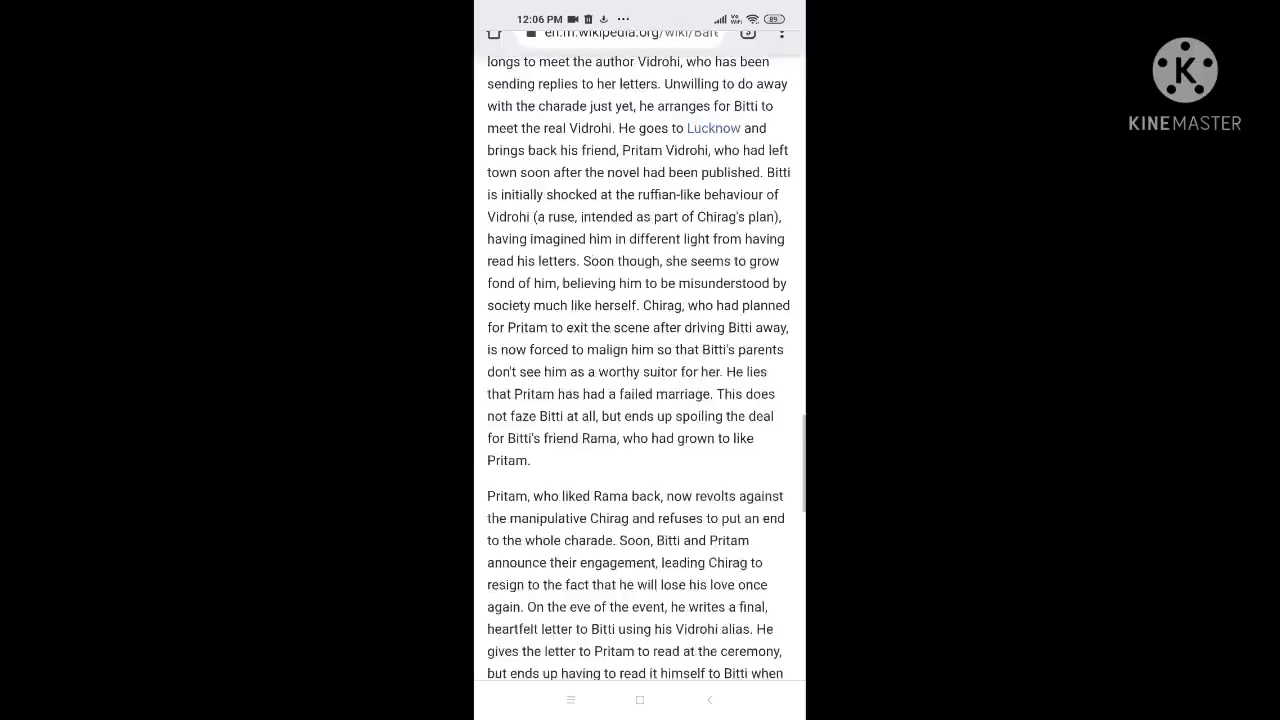 12:06 PM ... Vo WiFi 89
en.m.wikipedia.org/wiki/Bare 3
longs to meet the author Vidrohi, who has been
sending replies to her letters. Unwilling to do away
with the charade just yet, he arranges for Bitti to
meet the real Vidrohi. He goes to Lucknow and
brings back his friend, Pritam Vidrohi, who had left
town soon after the novel had been published. Bitti
is initially shocked at the ruffian-like behaviour of
Vidrohi (a ruse, intended as part of Chirag's plan),
having imagined him in different light from having
read his letters. Soon though, she seems to grow
fond of him, believing him to be misunderstood by
society much like herself. Chirag, who had planned
for Pritam to exit the scene after driving Bitti away,
is now forced to malign him so that Bitti's parents
don't see him as a worthy suitor for her. He lies
that Pritam has had a failed marriage. This does
not faze Bitti at all, but ends up spoiling the deal
for Bitti's friend Rama, who had grown to like
Pritam.
Pritam, who liked Rama back, now revolts against
the manipulative Chirag and refuses to put an end
to the whole charade. Soon, Bitti and Pritam
announce their engagement, leading Chirag to
resign to the fact that he will lose his love once
again. On the eve of the event, he writes a final,
heartfelt letter to Bitti using his Vidrohi alias. He
gives the letter to Pritam to read at the ceremony,
but ends up having to read it himself to Bitti when
K
KINEMASTER